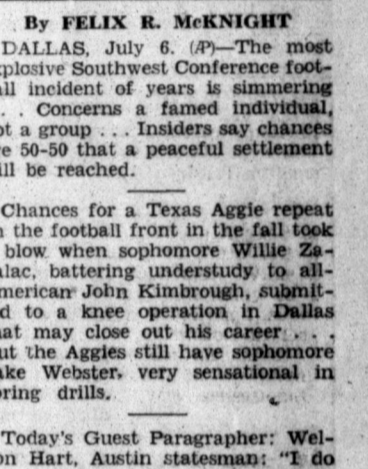 By FELIX R. McKNIGHT
DALLAS, July 6. (AP)—The most
xplosive Southwest Conference foot-
all incident of years is simmering
. . Concerns a famed individual,
ot a group . . . Insiders say chances
re 50-50 that a peaceful settlement
ill be reached.
Chances for a Texas Aggie repeat
n the football front in the fall took
blow when sophomore Willie Za-
lac, battering understudy to all-
merican John Kimbrough, submit-
ed to a knee operation in Dallas
hat may close out his career . . .
ut the Aggies still have sophomore
ake Webster, very sensational in
oring drills.
Today's Guest Paragrapher: Wel-
on Hart, Austin statesman: "I do